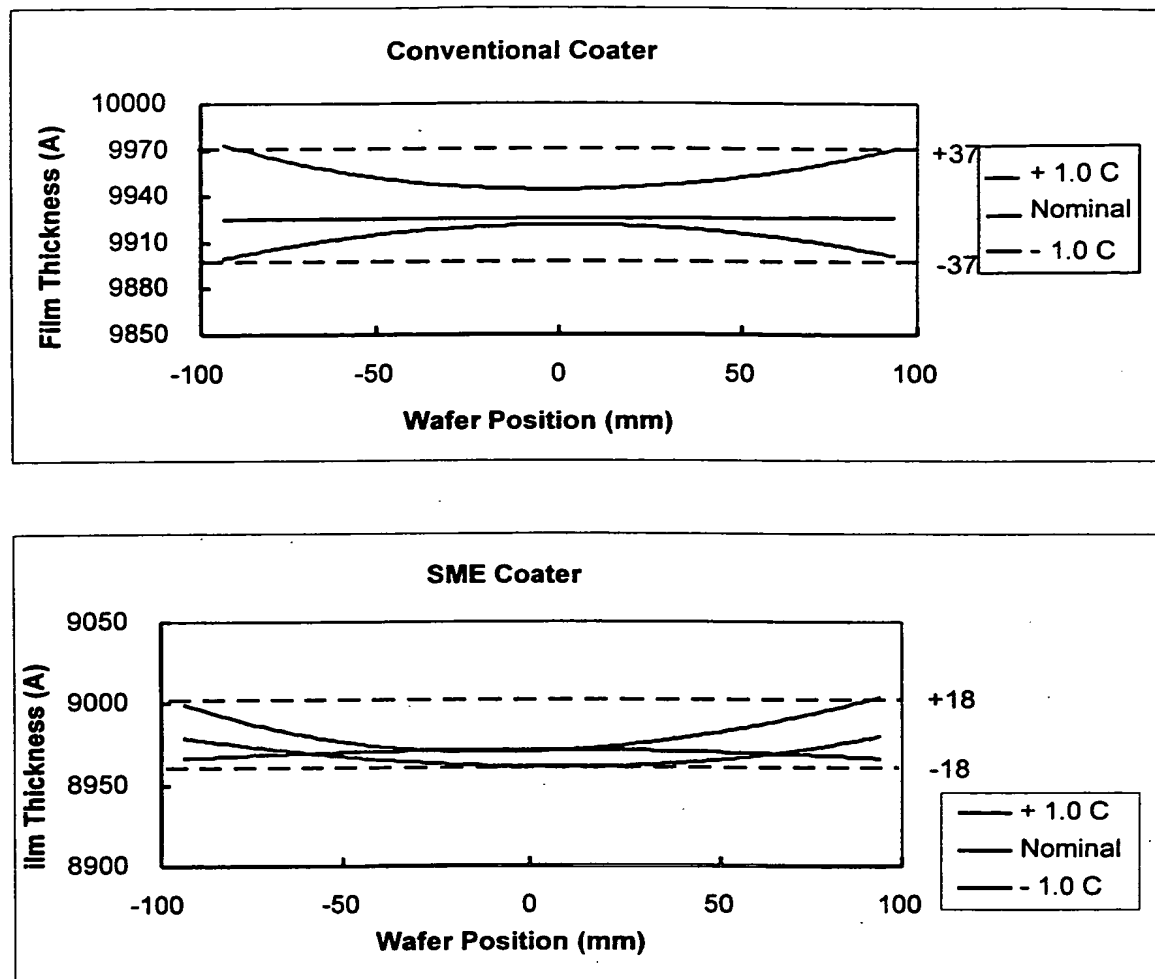 Conventional Coater
10000
9970
9940
9910
9880
9850
Film Thickness (A)
-100
-50
0
50
100
Wafer Position (mm)
+37
-37
+ 1.0 C
Nominal
- 1.0 C
SME Coater
9050
9000
8950
8900
ilm Thickness (A)
-100
-50
0
50
100
Wafer Position (mm)
+18
-18
+ 1.0 C
Nominal
- 1.0 C